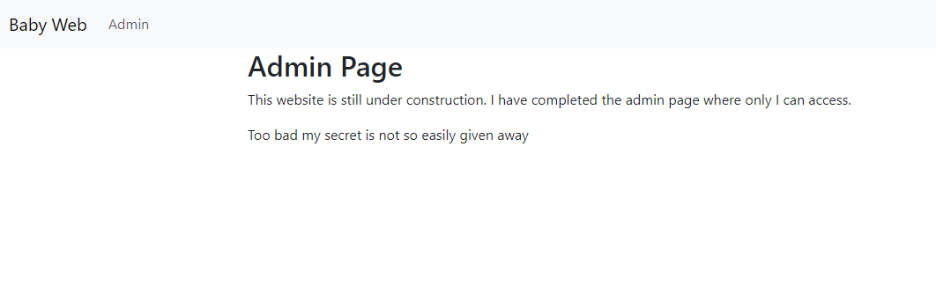 Baby Web Admin
Admin Page
This website is still under construction. I have completed the admin page where only I can access.
Too bad my secret is not so easily given away